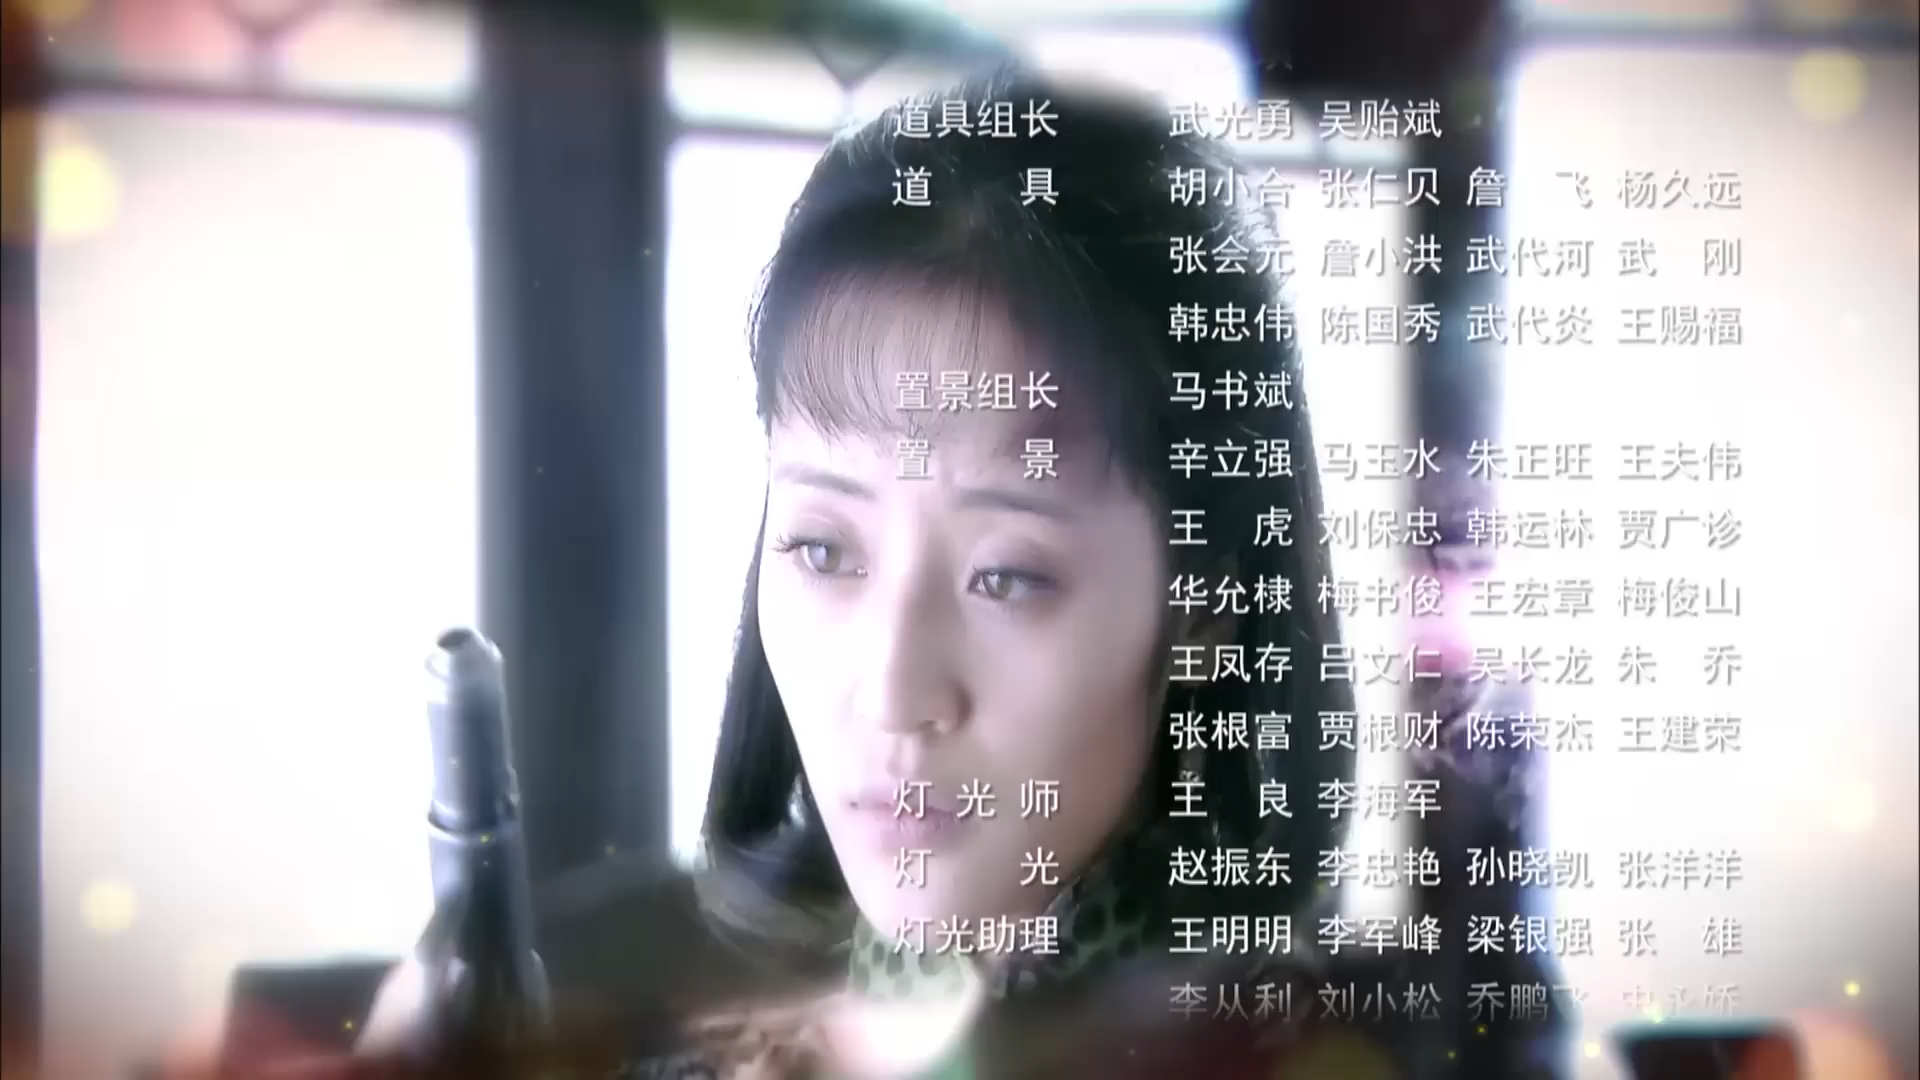 道具组长 武光勇 吴贻斌
道 具 胡小合 张仁贝 詹 飞 杨久远
张会元 詹小洪 武代河 武 刚
韩忠伟 陈国秀 武代炎 王赐福
置景组长 马书斌
置 景 辛立强 马玉水 朱正旺 王夫伟
王 虎 刘保忠 韩运林 贾广诊
华允棣 梅书俊 王宏章 梅俊山
王凤存 吕文仁 吴长龙 朱 乔
张根富 贾根财 陈荣杰 王建荣
灯光师 王 良 李海军
灯 光 赵振东 李忠艳 孙晓凯 张洋洋
灯光助理 王明明 李军峰 梁银强 张 雄
李从利 刘小松 乔鹏飞